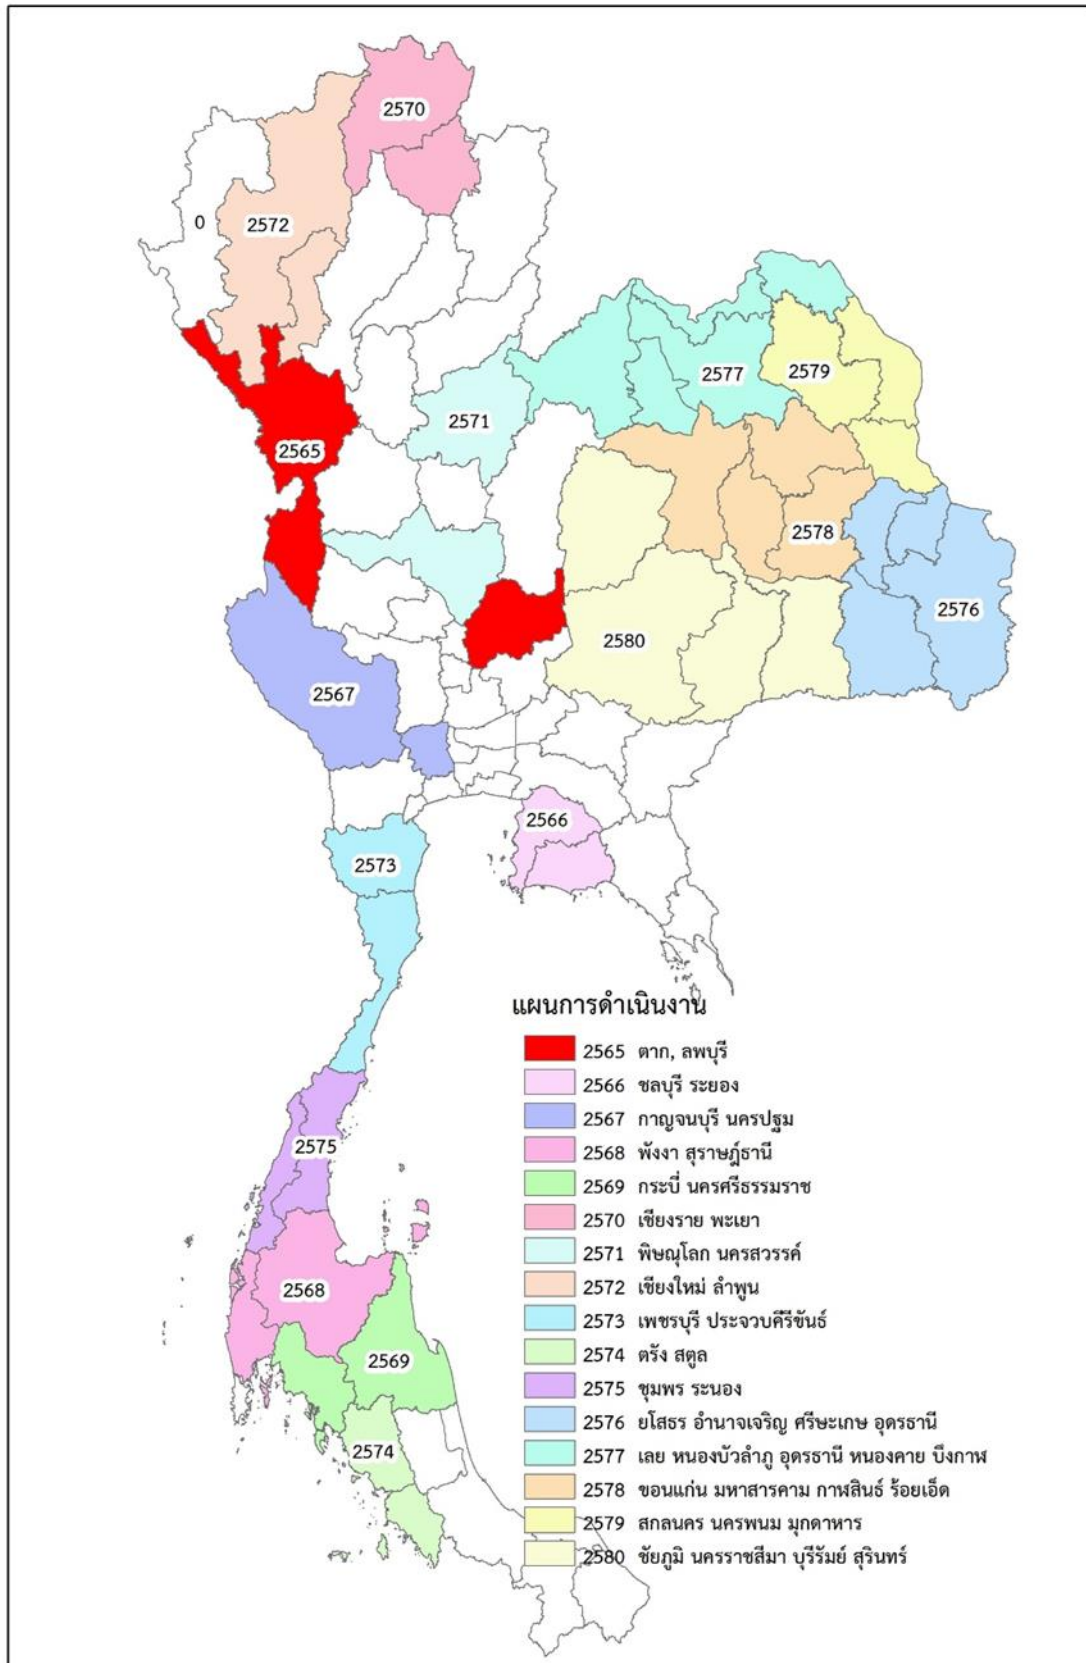 2570
0
2572
2577
2579
2571
2565
2578
2576
2580
2567
2566
2573
แผนการดำเนินงาน
2565 ตาก, ลพบุรี
2566 ชลบุรี ระยอง
2567 กาญจนบุรี นครปฐม
2575
2568 พังงา สุราษฎ์ธานี
2569 กระบี่ นครศรีธรรมราช
2570 เชียงราย พะเยา
2571 พิษณุโลก นครสวรรค์
2568
2572 เชียงใหม่ ลำพูน
2573 เพชรบุรี ประจวบคีรีขันธ์
2569
2574 ตรัง สตูล
2575 ชุมพร ระนอง
2576 ยโสธร อำนาจเจริญ ศรีษะเกษ อุดรธานี
2574
2577 เลย หนองบัวลำภู อุดรธานี หนองคาย บึงกาฬ
2578 ขอนแก่น มหาสารคาม กาฬสินธ์ ร้อยเอ็ด
2579 สกลนคร นครพนม มุกดาหาร
2580 ชัยภูมิ นครราชสีมา บุรีรัมย์ สุรินทร์